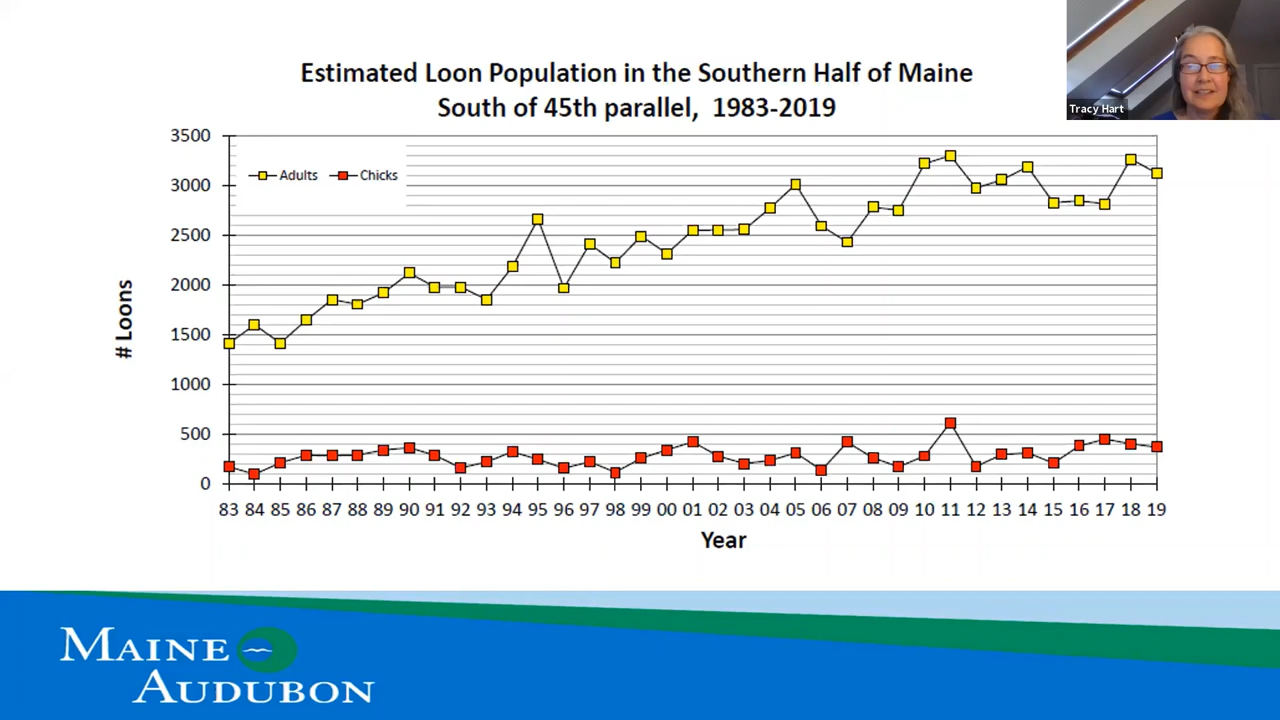 Estimated Loon Population in the Southern Half of Maine
South of 45th parallel, 1983-2019
Tracy Hart
3500
3000
2500
2000
1500
1000
500
0
# Loons
Adults Chicks
83 84 85 86 87 88 89 90 91 92 93 94 95 96 97 98 99 00 01 02 03 04 05 06 07 08 09 10 11 12 13 14 15 16 17 18 19
Year
MAINE
AUDUBON